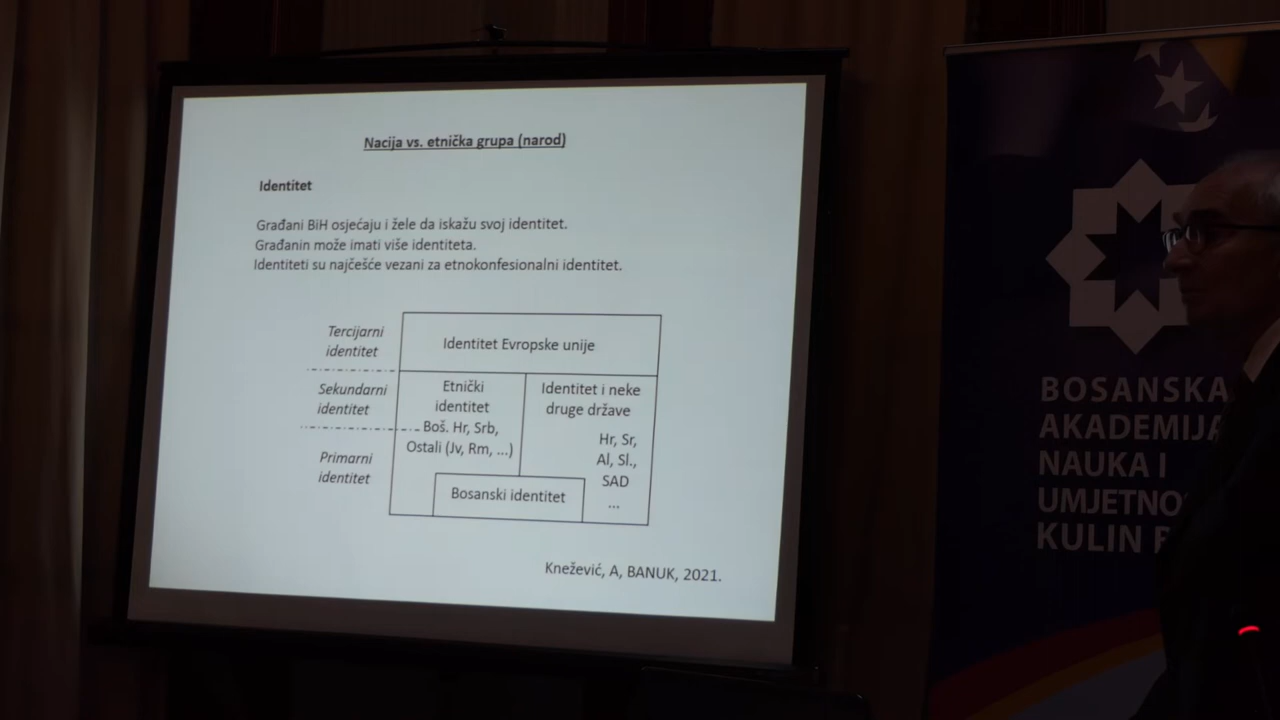 Nacija vs. etnička grupa (narod)
Identitet
Građani BiH osjećaju i žele da iskažu svoj identitet.
Građanin može imati više identiteta.
Identiteti su najčešće vezani za etnokonfesionalni identitet.
Tercijarni
identitet
Identitet Evropske unije
Sekundarni
identitet
Etnički
identitet
Boš. Hr, Srb,
Ostali (Jv, Rm, ...)
Identitet i neke
druge države
Hr, Sr,
Al, Sl.,
SAD
...
Primarni
identitet
Bosanski identitet
Knežević, A, BANUK, 2021.
BOSANSKA
AKADEMIJA
NAUKA I
KULIN